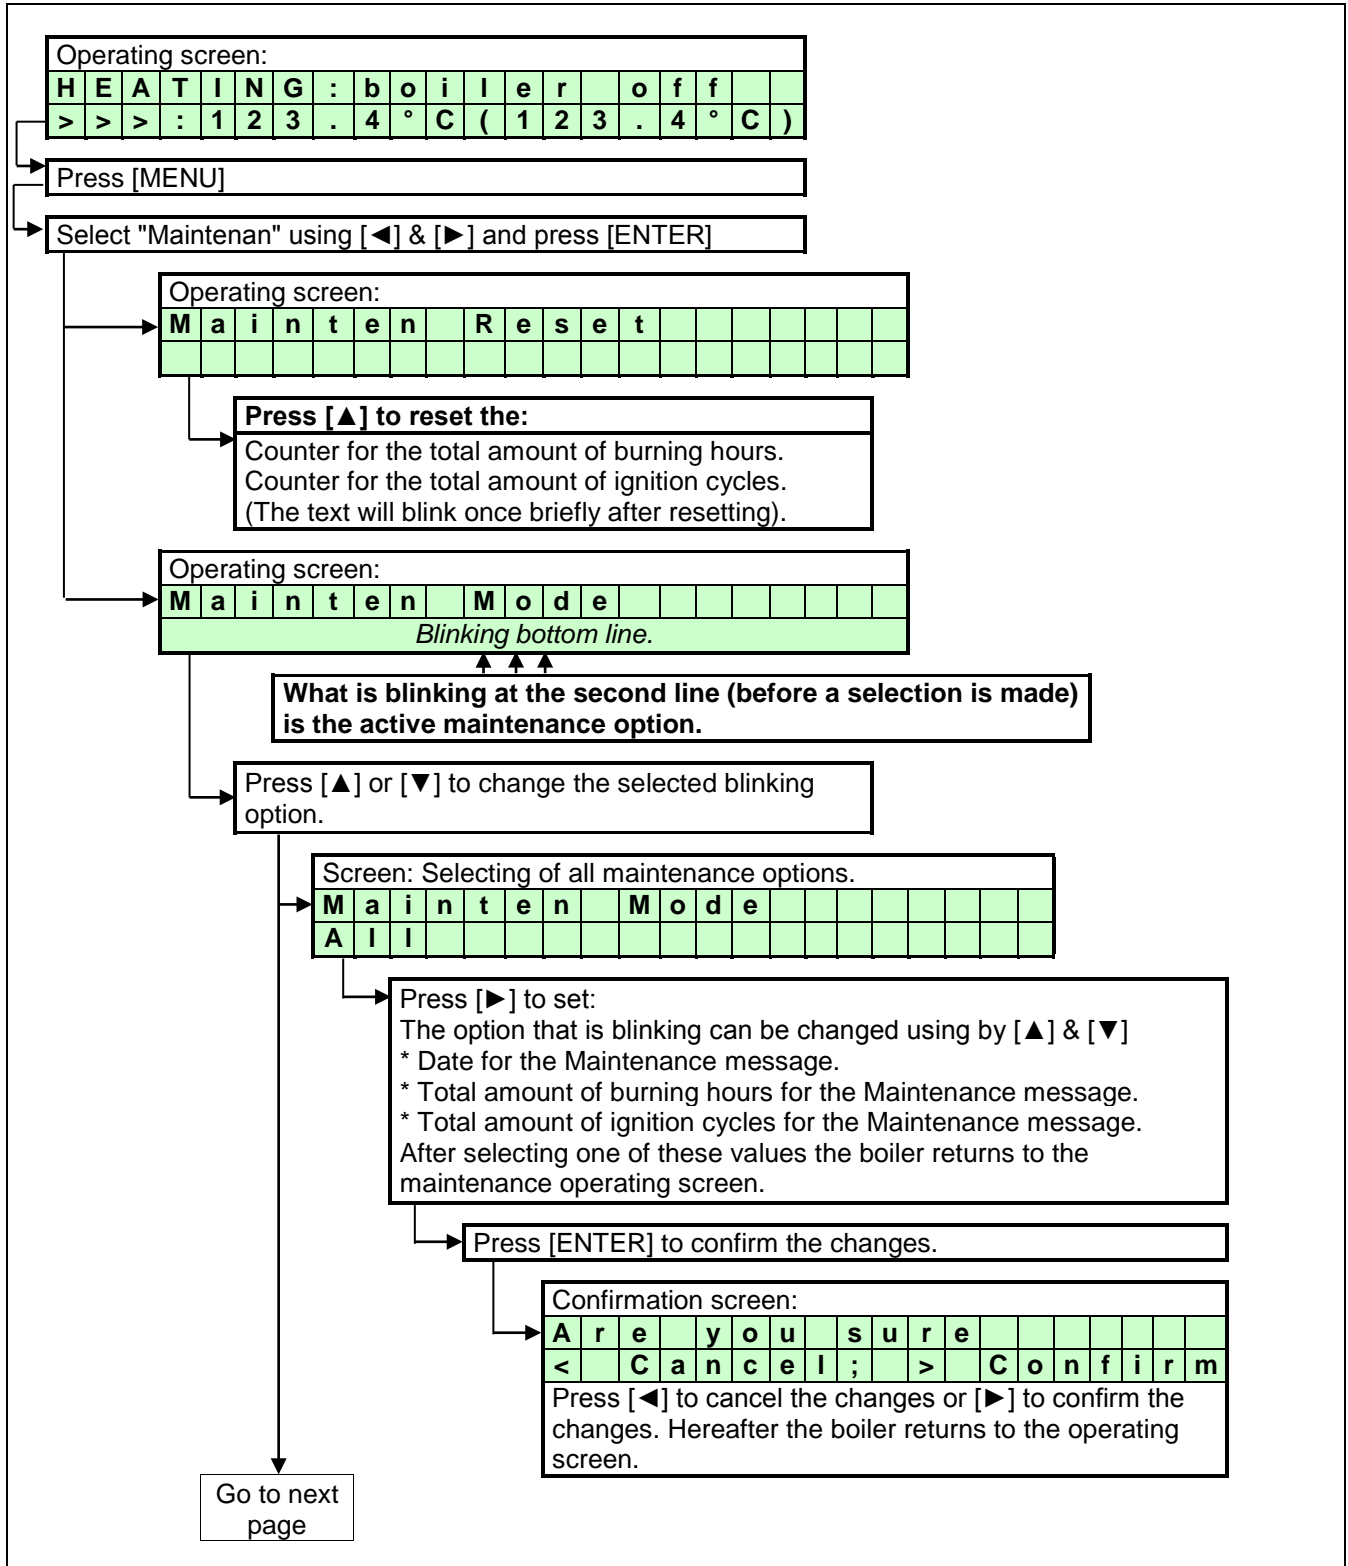 Operating screen:
HEATING:boiler off
>>>:123.4°C(123.4°C)
Press [MENU]
Select "Maintenan" using [◄] & [►] and press [ENTER]
Operating screen:
Mainten Reset
Press [▲] to reset the:
Counter for the total amount of burning hours.
Counter for the total amount of ignition cycles.
(The text will blink once briefly after resetting).
Operating screen:
Mainten Mode
Blinking bottom line.
What is blinking at the second line (before a selection is made)
is the active maintenance option.
Press [▲] or [▼] to change the selected blinking
option.
Screen: Selecting of all maintenance options.
Mainten Mode
All
Press [►] to set:
The option that is blinking can be changed using by [▲] & [▼]
* Date for the Maintenance message.
* Total amount of burning hours for the Maintenance message.
* Total amount of ignition cycles for the Maintenance message.
After selecting one of these values the boiler returns to the
maintenance operating screen.
Press [ENTER] to confirm the changes.
Confirmation screen:
Are you sure
< Cancel; > Confirm
Press [◄] to cancel the changes or [►] to confirm the
changes. Hereafter the boiler returns to the operating
screen.
Go to next
page